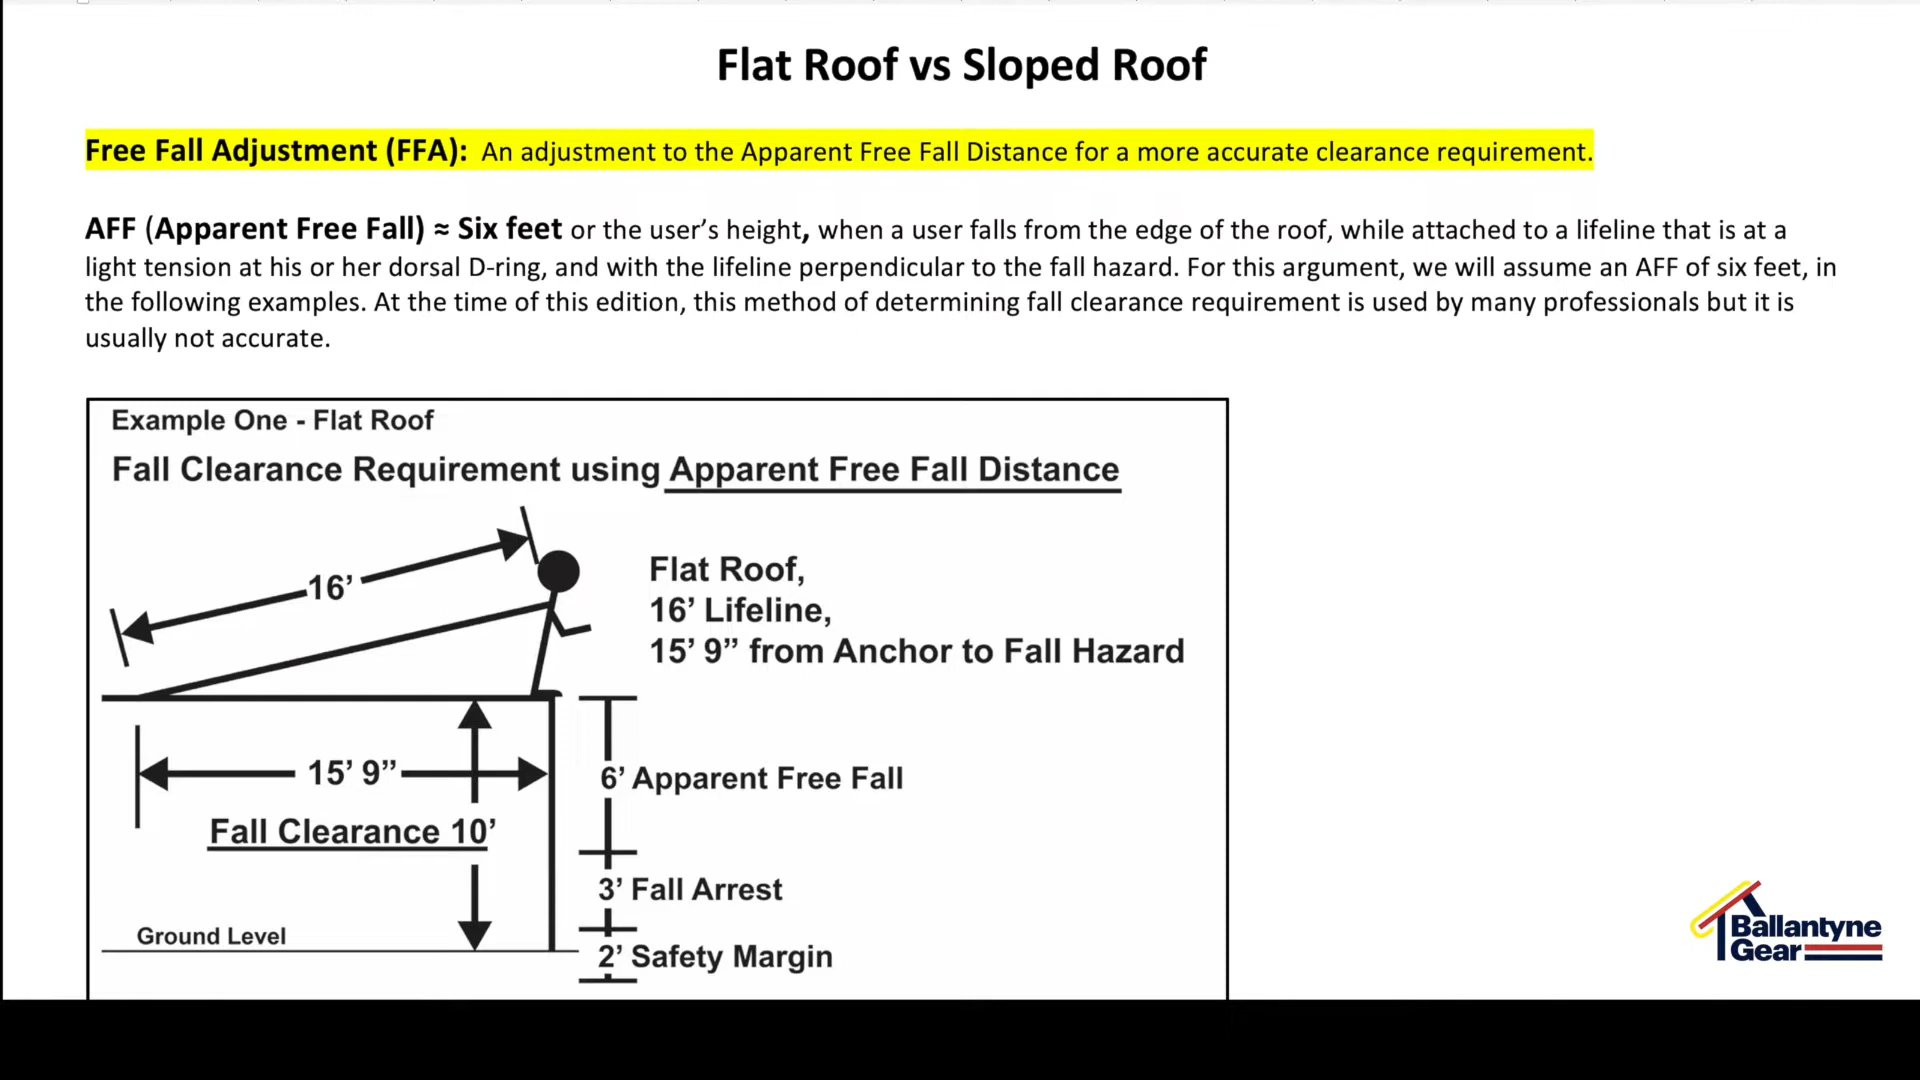 Flat Roof vs Sloped Roof
Free Fall Adjustment (FFA): An adjustment to the Apparent Free Fall Distance for a more accurate clearance requirement.
AFF (Apparent Free Fall) ≈ Six feet or the user’s height, when a user falls from the edge of the roof, while attached to a lifeline that is at a
light tension at his or her dorsal D-ring, and with the lifeline perpendicular to the fall hazard. For this argument, we will assume an AFF of six feet, in
the following examples. At the time of this edition, this method of determining fall clearance requirement is used by many professionals but it is
usually not accurate.
Example One - Flat Roof
Fall Clearance Requirement using Apparent Free Fall Distance
16’
Flat Roof,
16’ Lifeline,
15’ 9” from Anchor to Fall Hazard
15’ 9”
6’ Apparent Free Fall
Fall Clearance 10’
3’ Fall Arrest
Ground Level
2’ Safety Margin
Ballantyne
Gear